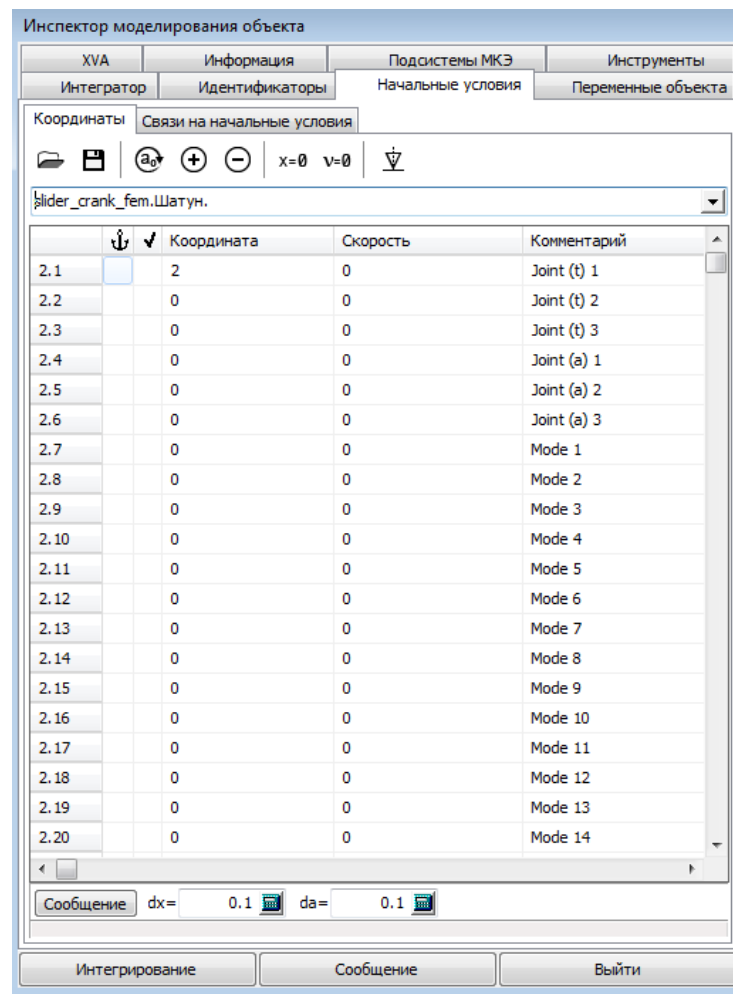 Инспектор моделирования объекта
XVA Информация Подсистемы МКЭ Инструменты
Интегратор Идентификаторы Начальные условия Переменные объекта
Координаты Связи на начальные условия
a₀ x=0 v=0
slider_crank_fem.Шатун.
Координата Скорость Комментарий
2.1 2 0 Joint (t) 1
2.2 0 0 Joint (t) 2
2.3 0 0 Joint (t) 3
2.4 0 0 Joint (a) 1
2.5 0 0 Joint (a) 2
2.6 0 0 Joint (a) 3
2.7 0 0 Mode 1
2.8 0 0 Mode 2
2.9 0 0 Mode 3
2.10 0 0 Mode 4
2.11 0 0 Mode 5
2.12 0 0 Mode 6
2.13 0 0 Mode 7
2.14 0 0 Mode 8
2.15 0 0 Mode 9
2.16 0 0 Mode 10
2.17 0 0 Mode 11
2.18 0 0 Mode 12
2.19 0 0 Mode 13
2.20 0 0 Mode 14
Сообщение dx= 0.1 da= 0.1
Интегрирование Сообщение Выйти